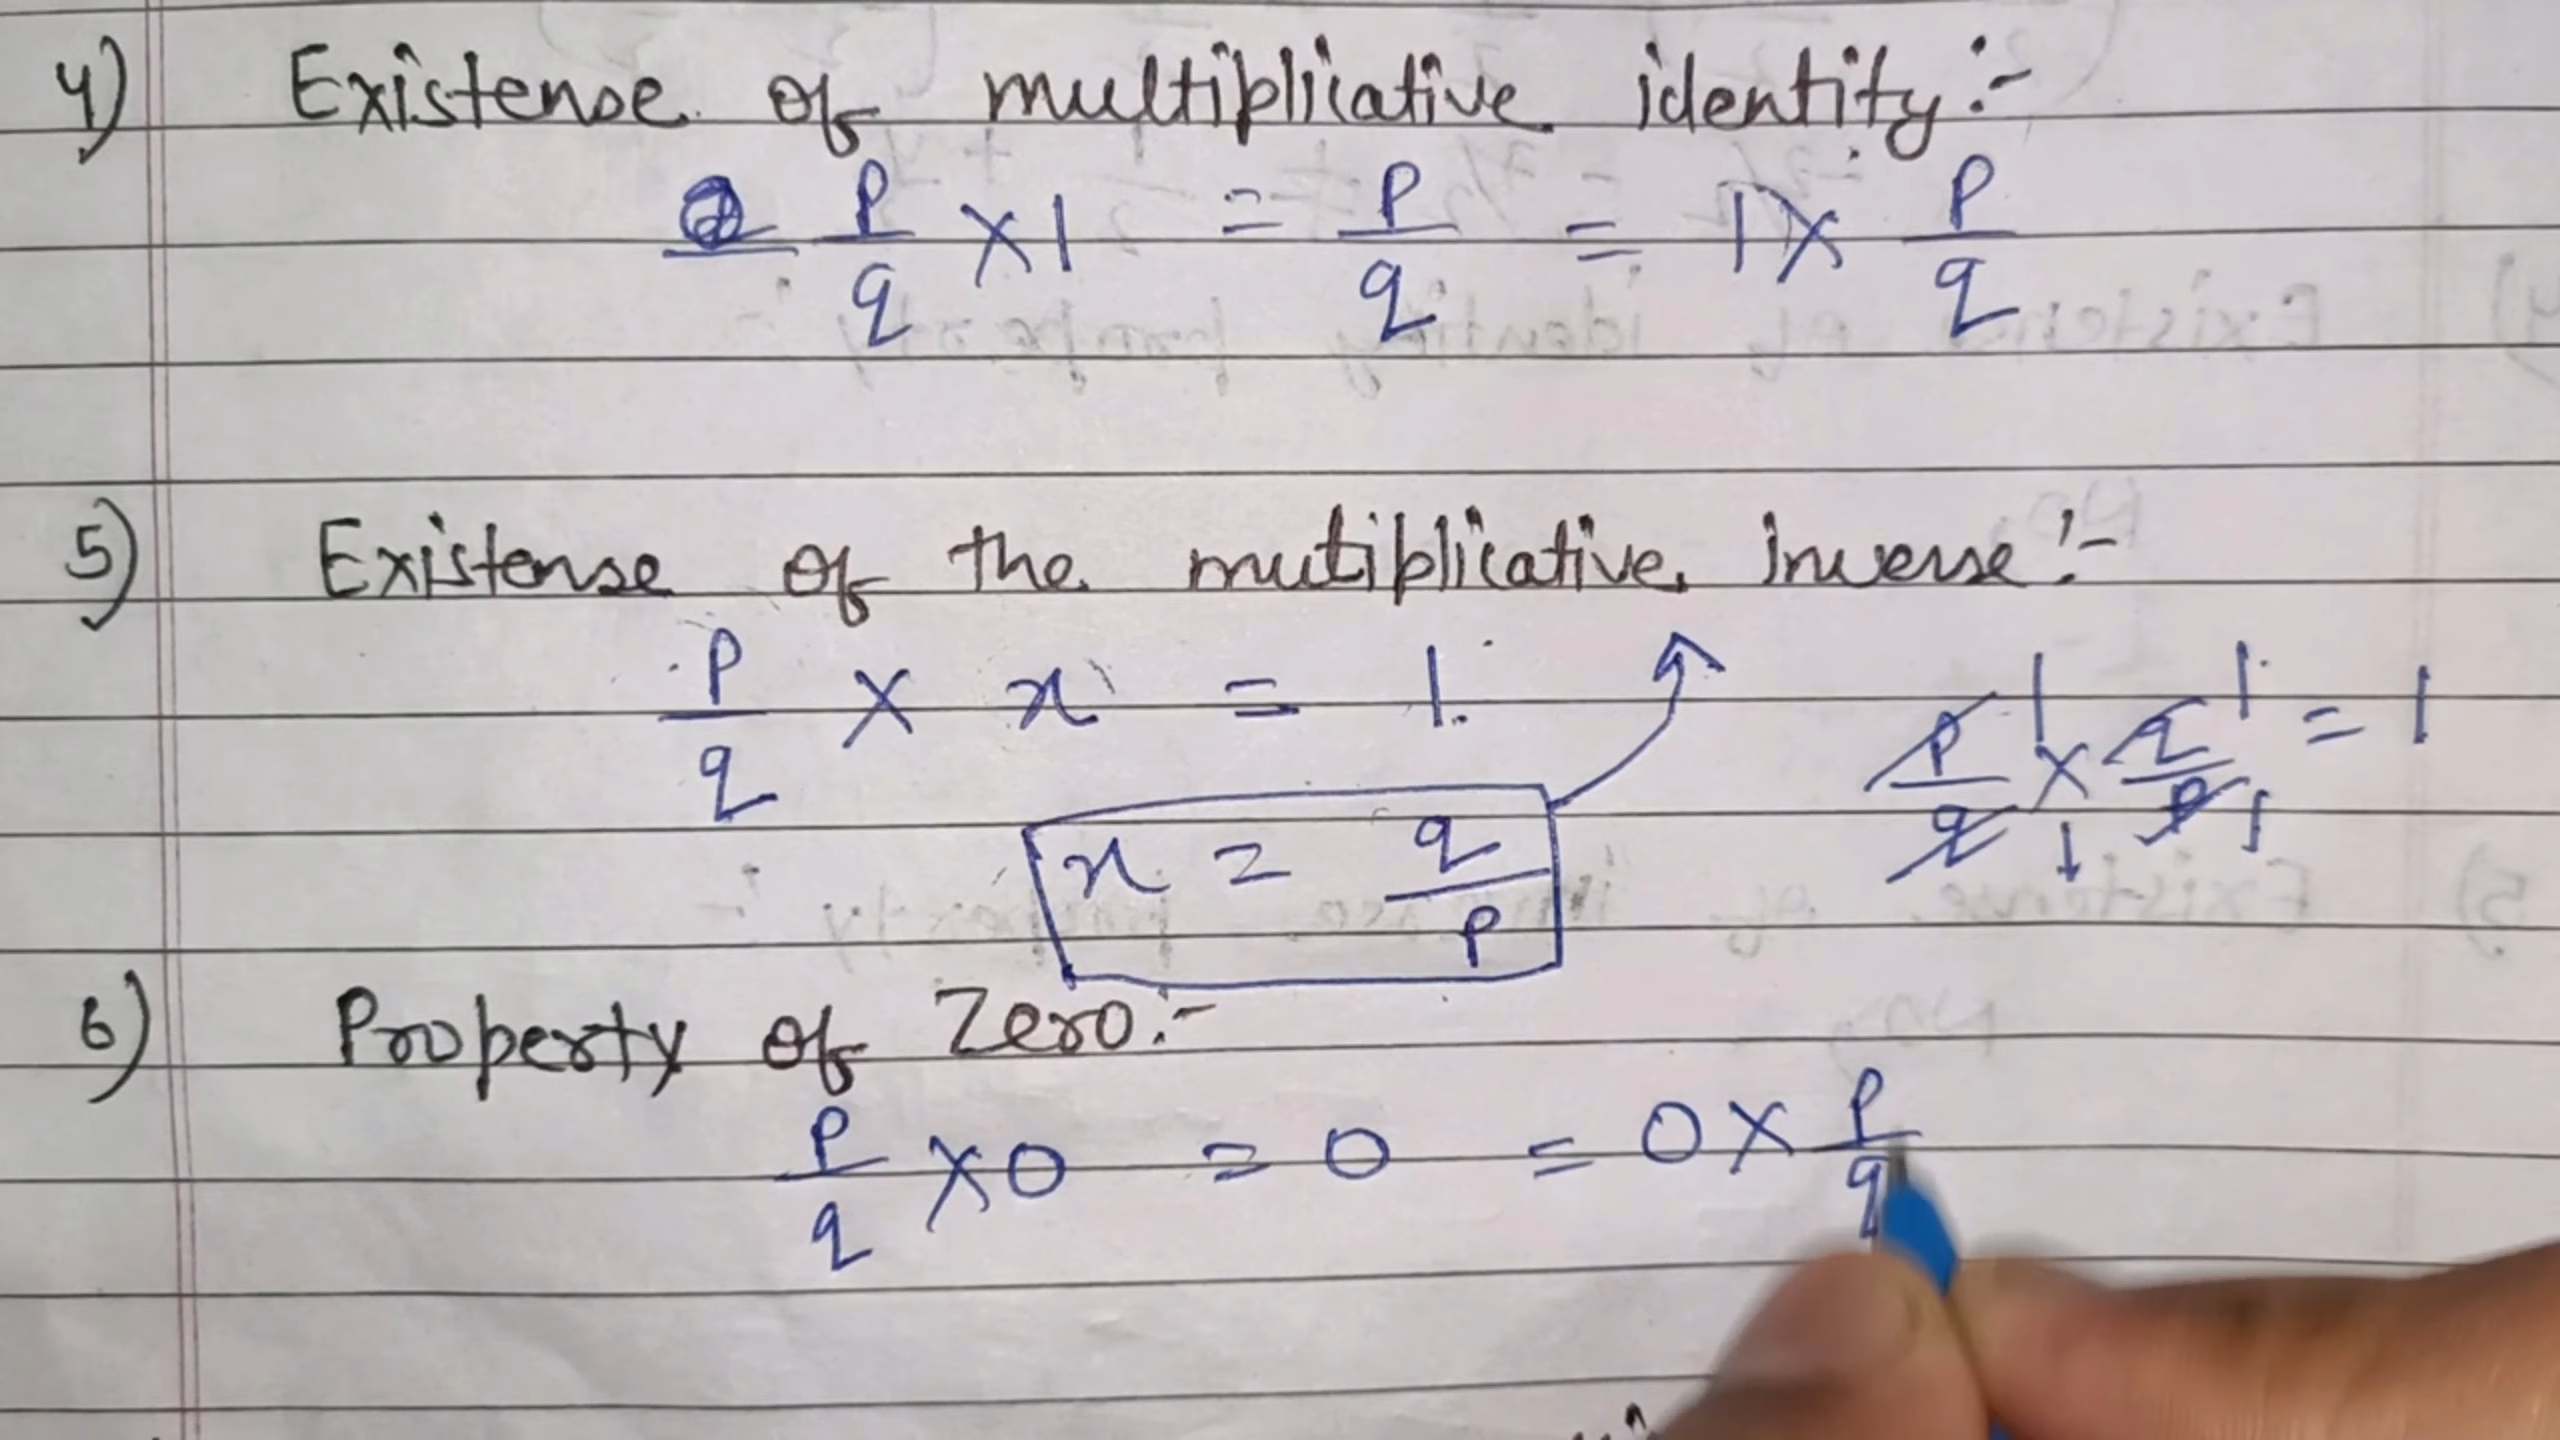 4) Existense of multiplicative identity:-
p/q × 1 = p/q = 1 × p/q
5) Existense of the mutiplicative inverse:-
p/q × x = 1
p/q × q/p = 1
x = q/p
6) Property of Zero:-
p/q × 0 = 0 = 0 × p/q